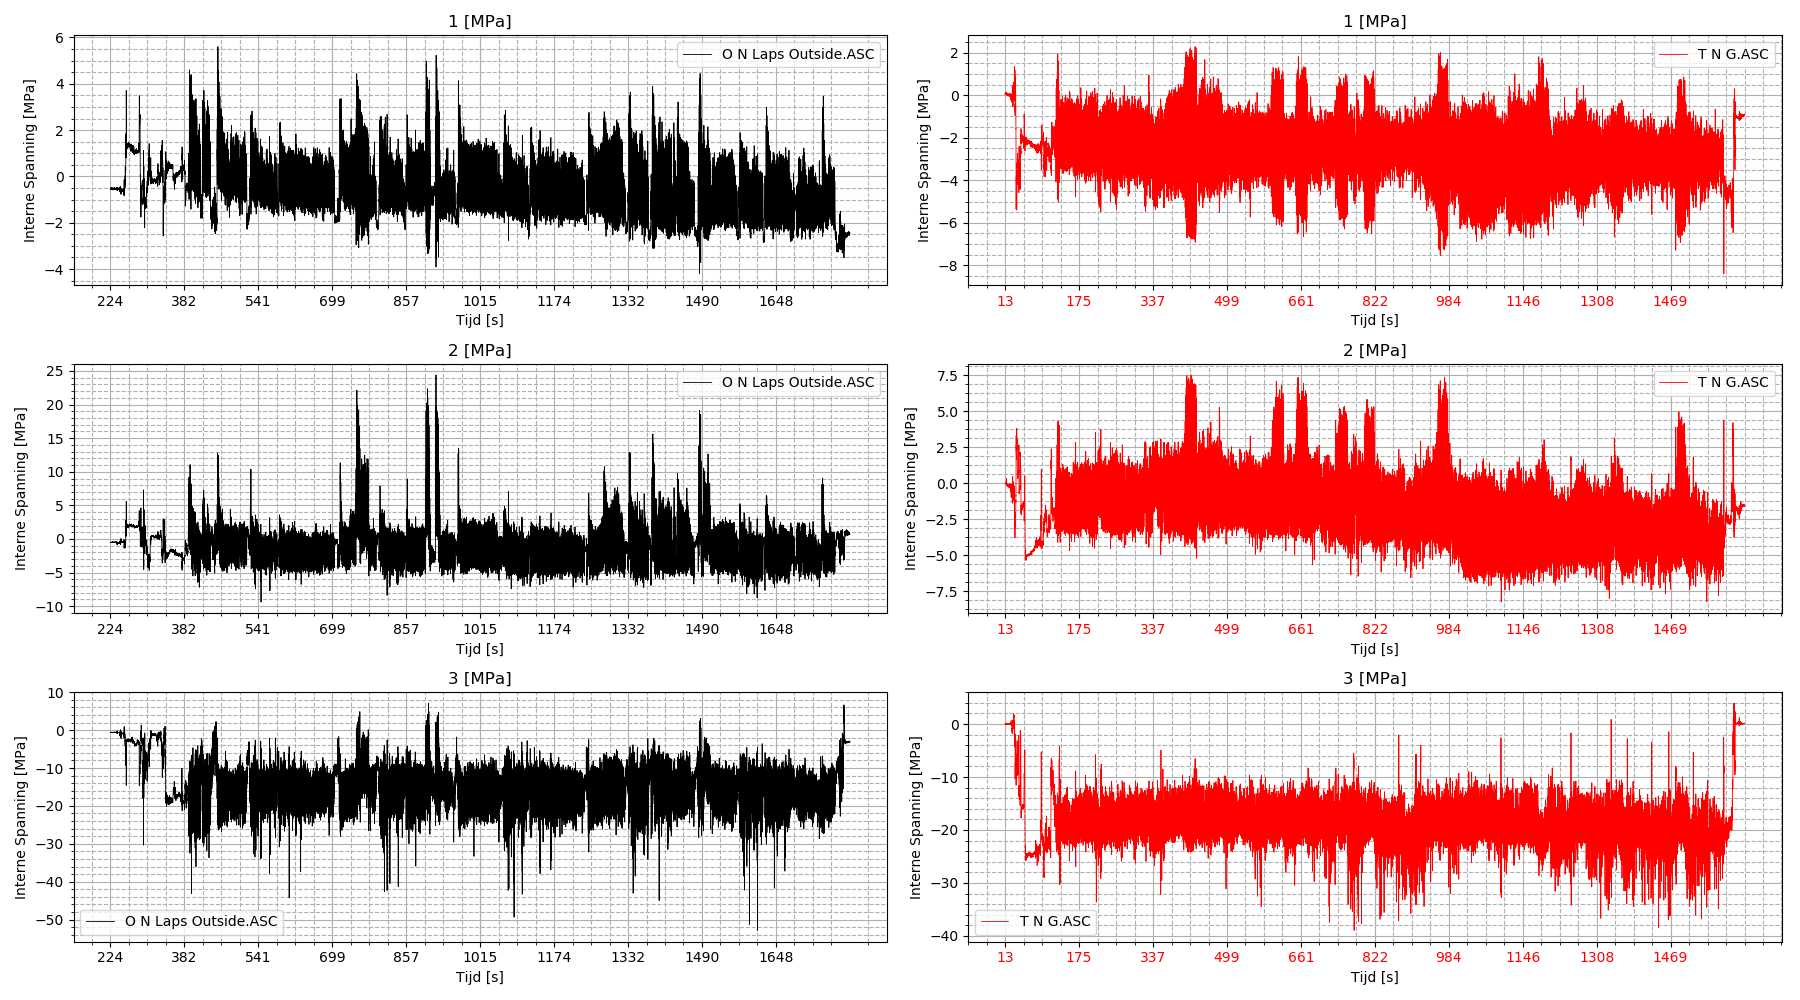 1 [MPa]
6
4
2
0
−2
−4
Interne Spanning [MPa]
O N Laps Outside.ASC
224 382 541 699 857 1015 1174 1332 1490 1648
Tijd [s]
1 [MPa]
2
0
−2
−4
−6
−8
Interne Spanning [MPa]
T N G.ASC
13 175 337 499 661 822 984 1146 1308 1469
Tijd [s]
2 [MPa]
25
20
15
10
5
0
−5
−10
Interne Spanning [MPa]
O N Laps Outside.ASC
224 382 541 699 857 1015 1174 1332 1490 1648
Tijd [s]
2 [MPa]
7.5
5.0
2.5
0.0
−2.5
−5.0
−7.5
Interne Spanning [MPa]
T N G.ASC
13 175 337 499 661 822 984 1146 1308 1469
Tijd [s]
3 [MPa]
10
0
−10
−20
−30
−40
−50
Interne Spanning [MPa]
O N Laps Outside.ASC
224 382 541 699 857 1015 1174 1332 1490 1648
Tijd [s]
3 [MPa]
0
−10
−20
−30
−40
Interne Spanning [MPa]
T N G.ASC
13 175 337 499 661 822 984 1146 1308 1469
Tijd [s]